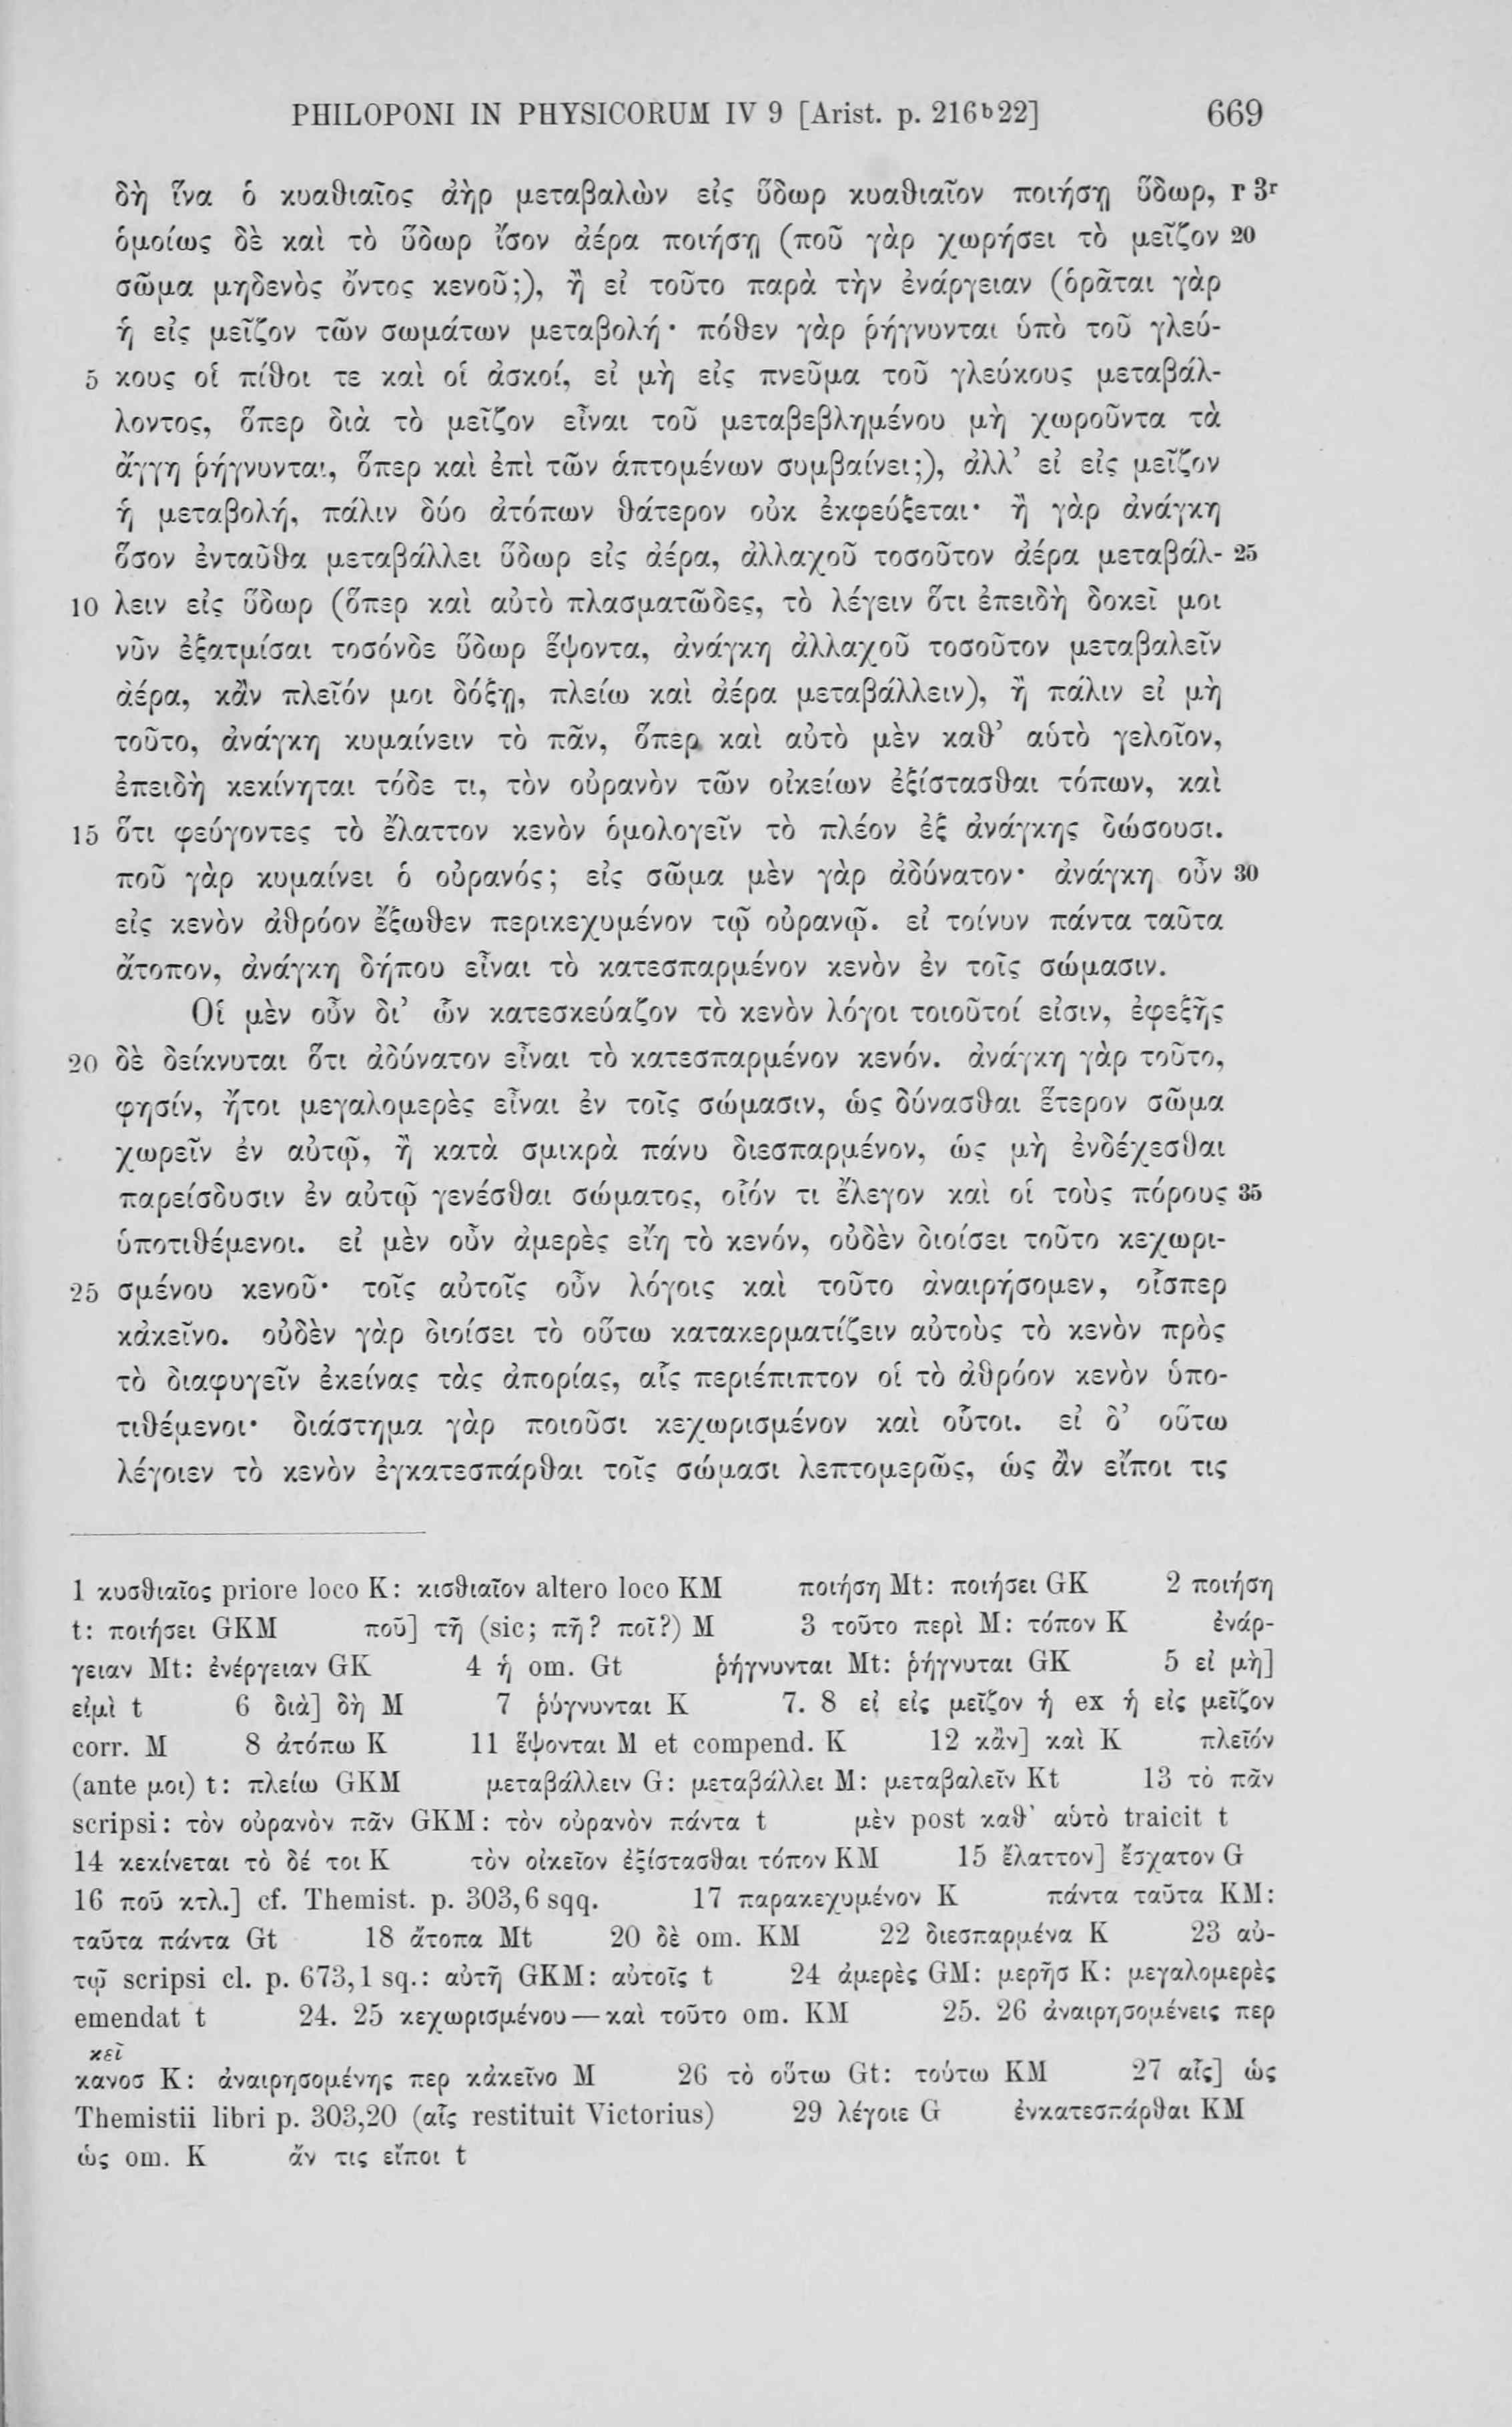 PHILOPONI IN PHYSICORUM IV 9 [Arist. p. 216b22] 669
δὴ ἵνα ὁ κυαθιαῖος ἀὴρ μεταβαλὼν εἰς ὕδωρ κυαθιαῖον ποιήσῃ ὕδωρ, r 3r
ὁμοίως δὲ καὶ τὸ ὕδωρ ἴσον ἀέρα ποιήσῃ (ποῦ γὰρ χωρήσει τὸ μεῖζον 20
σῶμα μηδενὸς ὄντος κενοῦ;), ἢ εἰ τοῦτο παρὰ τὴν ἐνάργειαν (ὁρᾶται γὰρ
ἡ εἰς μεῖζον τῶν σωμάτων μεταβολή· πόθεν γὰρ ῥήγνυνται ὑπὸ τοῦ γλεύ-
5 κους οἱ πίθοι τε καὶ οἱ ἀσκοί, εἰ μὴ εἰς πνεῦμα τοῦ γλεύκους μεταβάλ-
λοντος, ὅπερ διὰ τὸ μεῖζον εἶναι τοῦ μεταβεβλημένου μὴ χωροῦντα τὰ
ἄγγη ῥήγνυνται, ὅπερ καὶ ἐπὶ τῶν ἁπτομένων συμβαίνει;), ἀλλ’ εἰ εἰς μεῖζον
ἡ μεταβολή, πάλιν δύο ἀτόπων θάτερον οὐκ ἐκφεύξεται· ἢ γὰρ ἀνάγκη
ὅσον ἐνταῦθα μεταβάλλει ὕδωρ εἰς ἀέρα, ἀλλαχοῦ τοσοῦτον ἀέρα μεταβάλ- 25
10 λειν εἰς ὕδωρ (ὅπερ καὶ αὐτὸ πλασματῶδες, τὸ λέγειν ὅτι ἐπειδὴ δοκεῖ μοι
νῦν ἐξατμίσαι τοσόνδε ὕδωρ ἕψοντα, ἀνάγκη ἀλλαχοῦ τοσοῦτον μεταβαλεῖν
ἀέρα, κἂν πλεῖόν μοι δόξῃ, πλείω καὶ ἀέρα μεταβάλλειν), ἢ πάλιν εἰ μὴ
τοῦτο, ἀνάγκη κυμαίνειν τὸ πᾶν, ὅπερ καὶ αὐτὸ μὲν καθ’ αὑτὸ γελοῖον,
ἐπειδὴ κεκίνηται τόδε τι, τὸν οὐρανὸν τῶν οἰκείων ἐξίστασθαι τόπων, καὶ
15 ὅτι φεύγοντες τὸ ἔλαττον κενὸν ὁμολογεῖν τὸ πλέον ἐξ ἀνάγκης δώσουσι.
ποῦ γὰρ κυμαίνει ὁ οὐρανός; εἰς σῶμα μὲν γὰρ ἀδύνατον· ἀνάγκη οὖν 30
εἰς κενὸν ἀθρόον ἔξωθεν περικεχυμένον τῷ οὐρανῷ. εἰ τοίνυν πάντα ταῦτα
ἄτοπον, ἀνάγκη δήπου εἶναι τὸ κατεσπαρμένον κενὸν ἐν τοῖς σώμασιν.
Οἱ μὲν οὖν δι’ ὧν κατεσκεύαζον τὸ κενὸν λόγοι τοιοῦτοί εἰσιν, ἐφεξῆς
20 δὲ δείκνυται ὅτι ἀδύνατον εἶναι τὸ κατεσπαρμένον κενόν. ἀνάγκη γὰρ τοῦτο,
φησίν, ἤτοι μεγαλομερὲς εἶναι ἐν τοῖς σώμασιν, ὡς δύνασθαι ἕτερον σῶμα
χωρεῖν ἐν αὐτῷ, ἢ κατὰ σμικρὰ πάνυ διεσπαρμένον, ὡς μὴ ἐνδέχεσθαι
παρείσδυσιν ἐν αὐτῷ γενέσθαι σώματος, οἷόν τι ἔλεγον καὶ οἱ τοὺς πόρους 35
ὑποτιθέμενοι. εἰ μὲν οὖν ἀμερὲς εἴη τὸ κενόν, οὐδὲν διοίσει τοῦτο κεχωρι-
25 σμένου κενοῦ· τοῖς αὐτοῖς οὖν λόγοις καὶ τοῦτο ἀναιρήσομεν, οἷσπερ
κἀκεῖνο. οὐδὲν γὰρ διοίσει τὸ οὕτω κατακερματίζειν αὐτοὺς τὸ κενὸν πρὸς
τὸ διαφυγεῖν ἐκείνας τὰς ἀπορίας, αἷς περιέπιπτον οἱ τὸ ἀθρόον κενὸν ὑπο-
τιθέμενοι· διάστημα γὰρ ποιοῦσι κεχωρισμένον καὶ οὗτοι. εἰ δ’ οὕτω
λέγοιεν τὸ κενὸν ἐγκατεσπάρθαι τοῖς σώμασι λεπτομερῶς, ὡς ἂν εἴποι τις
1 κυσθιαῖος priore loco K: κισθιαῖον altero loco KM ποιήσῃ Mt: ποιήσει GK 2 ποιήσῃ
t: ποιήσει GKM ποῦ] τῇ (sic; πῇ? ποῖ?) M 3 τοῦτο περὶ M: τόπον K ἐνάρ-
γειαν Mt: ἐνέργειαν GK 4 ἡ om. Gt ῥήγνυνται Mt: ῥήγνυται GK 5 εἰ μὴ]
εἰμὶ t 6 διὰ] δὴ M 7 ῥύγνυνται K 7. 8 εἰ εἰς μεῖζον ἡ ex ἡ εἰς μεῖζον
corr. M 8 ἀτόπω K 11 ἕψονται M et compend. K 12 κἂν] καὶ K πλεῖόν
(ante μοι) t: πλείω GKM μεταβάλλειν G: μεταβάλλει M: μεταβαλεῖν Kt 13 τὸ πᾶν
scripsi: τὸν οὐρανὸν πᾶν GKM: τὸν οὐρανὸν πάντα t μὲν post καθ’ αὑτὸ traicit t
14 κεκίνεται τὸ δέ τοι K τὸν οἰκεῖον ἐξίστασθαι τόπον KM 15 ἔλαττον] ἔσχατον G
16 ποῦ κτλ.] cf. Themist. p. 303,6 sqq. 17 παρακεχυμένον K πάντα ταῦτα KM:
ταῦτα πάντα Gt 18 ἄτοπα Mt 20 δὲ om. KM 22 διεσπαρμένα K 23 αὐ-
τῷ scripsi cl. p. 673,1 sq.: αὐτῇ GKM: αὐτοῖς t 24 ἀμερὲς GM: μερῆσ K: μεγαλομερὲς
emendat t 24. 25 κεχωρισμένου — καὶ τοῦτο om. KM 25. 26 ἀναιρησομένεις περ
κεῖ
κανοσ K: ἀναιρησομένης περ κἀκεῖνο M 26 τὸ οὕτω Gt: τούτω KM 27 αἷς] ὡς
Themistii libri p. 303,20 (αἷς restituit Victorius) 29 λέγοιε G ἐνκατεσπάρθαι KM
ὡς om. K ἄν τις εἴποι t